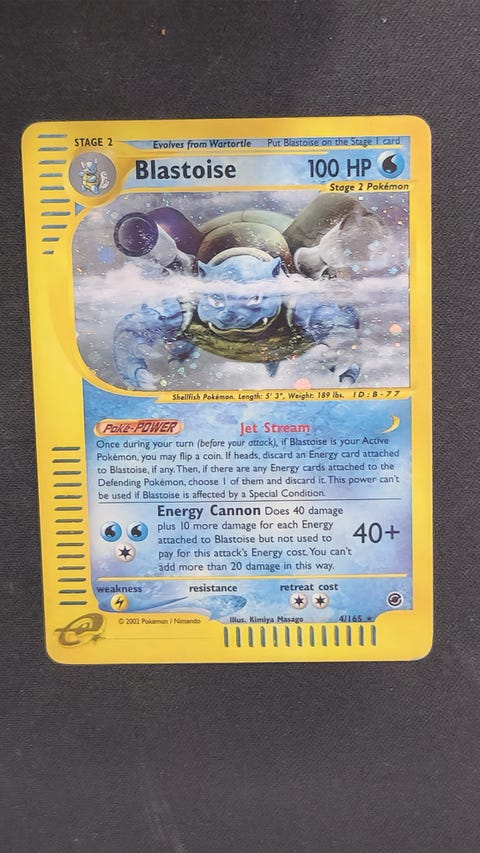 STAGE 2 Evolves from Wartortle Put Blastoise on the Stage 1 card
Blastoise 100 HP
Stage 2 Pokémon
Shellfish Pokémon. Length: 5' 3", Weight: 189 lbs. ID:B-77
Poké-POWER Jet Stream
Once during your turn (before your attack), if Blastoise is your Active
Pokémon, you may flip a coin. If heads, discard an Energy card attached
to Blastoise, if any. Then, if there are any Energy cards attached to the
Defending Pokémon, choose 1 of them and discard it. This power can't
be used if Blastoise is affected by a Special Condition.
Energy Cannon Does 40 damage
plus 10 more damage for each Energy
attached to Blastoise but not used to
pay for this attack's Energy cost. You can't
add more than 20 damage in this way.
40+
weakness resistance retreat cost
e
© 2002 Pokémon / Nintendo Illus. Kimiya Masago 4/165 ★